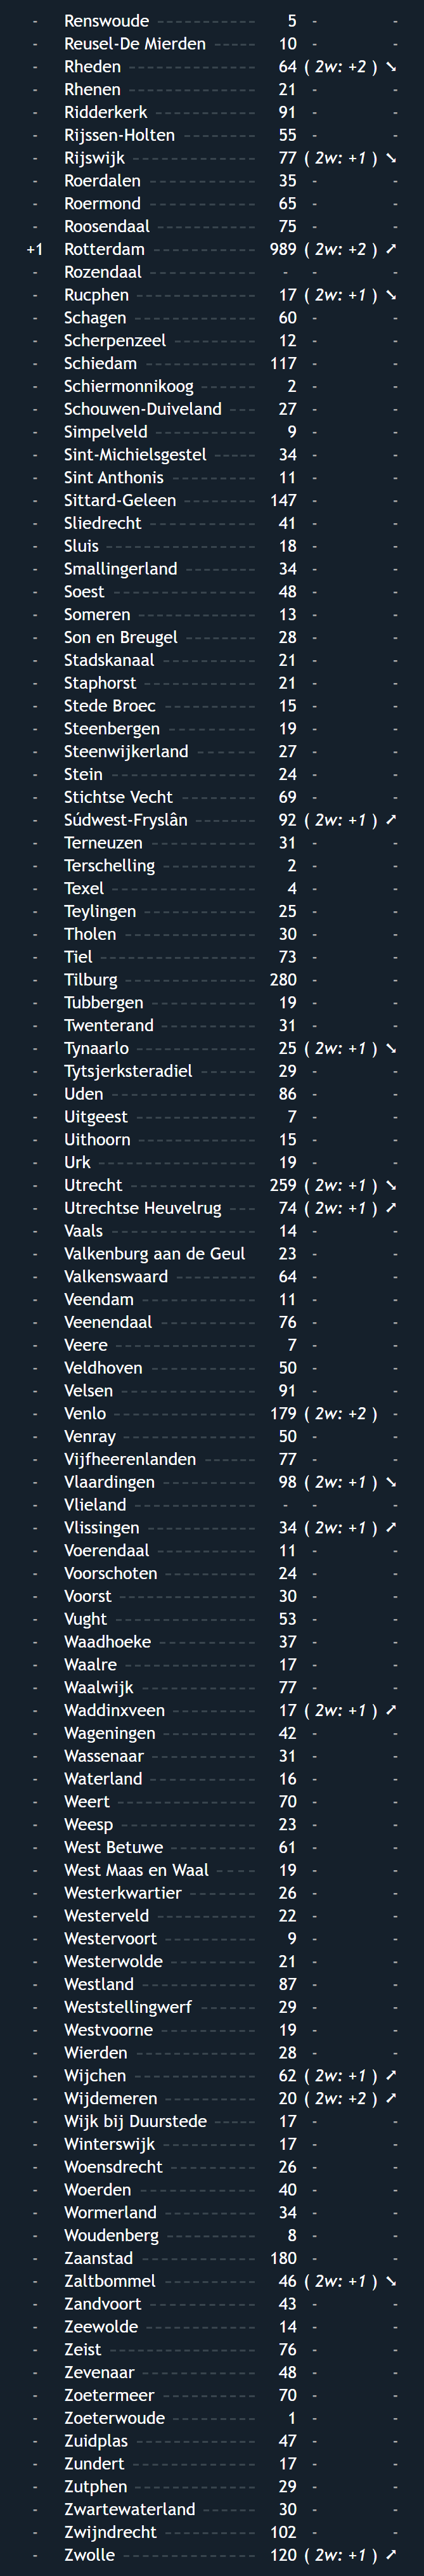 - Renswoude -------------- 5 - -
- Reusel-De Mierden -------- 10 - -
- Rheden ----------------- 64 ( 2w: +2 ) ➘
- Rhenen ----------------- 21 - -
- Ridderkerk -------------- 91 - -
- Rijssen-Holten ----------- 55 - -
- Rijswijk ---------------- 77 ( 2w: +1 ) ➘
- Roerdalen -------------- 35 - -
- Roermond -------------- 65 - -
- Roosendaal ------------- 75 - -
+1 Rotterdam ------------- 989 ( 2w: +2 ) ➚
- Rozendaal -------------- - - -
- Rucphen --------------- 17 ( 2w: +1 ) ➘
- Schagen ---------------- 60 - -
- Scherpenzeel ----------- 12 - -
- Schiedam -------------- 117 - -
- Schiermonnikoog ------- 2 - -
- Schouwen-Duiveland --- 27 - -
- Simpelveld ------------- 9 - -
- Sint-Michielsgestel ----- 34 - -
- Sint Anthonis ----------- 11 - -
- Sittard-Geleen --------- 147 - -
- Sliedrecht -------------- 41 - -
- Sluis ------------------- 18 - -
- Smallingerland --------- 34 - -
- Soest ------------------ 48 - -
- Someren --------------- 13 - -
- Son en Breugel --------- 28 - -
- Stadskanaal ------------ 21 - -
- Staphorst -------------- 21 - -
- Stede Broec ------------ 15 - -
- Steenbergen ----------- 19 - -
- Steenwijkerland ------- 27 - -
- Stein ------------------ 24 - -
- Stichtse Vecht ---------- 69 - -
- Súdwest-Fryslân -------- 92 ( 2w: +1 ) ➚
- Terneuzen ------------- 31 - -
- Terschelling ------------ 2 - -
- Texel ------------------ 4 - -
- Teylingen -------------- 25 - -
- Tholen ---------------- 30 - -
- Tiel -------------------- 73 - -
- Tilburg ---------------- 280 - -
- Tubbergen ------------- 19 - -
- Twenterand ------------ 31 - -
- Tynaarlo --------------- 25 ( 2w: +1 ) ➘
- Tytsjerksteradiel ------- 29 - -
- Uden ------------------ 86 - -
- Uitgeest --------------- 7 - -
- Uithoorn -------------- 15 - -
- Urk -------------------- 19 - -
- Utrecht ---------------- 259 ( 2w: +1 ) ➘
- Utrechtse Heuvelrug --- 74 ( 2w: +1 ) ➚
- Vaals ------------------ 14 - -
- Valkenburg aan de Geul 23 - -
- Valkenswaard ---------- 64 - -
- Veendam -------------- 11 - -
- Veenendaal ------------ 76 - -
- Veere ------------------ 7 - -
- Veldhoven ------------- 50 - -
- Velsen ----------------- 91 - -
- Venlo ------------------ 179 ( 2w: +2 ) -
- Venray ----------------- 50 - -
- Vijfheerenlanden ------- 77 - -
- Vlaardingen ------------ 98 ( 2w: +1 ) ➘
- Vlieland ---------------- - - -
- Vlissingen -------------- 34 ( 2w: +1 ) ➚
- Voerendaal ------------- 11 - -
- Voorschoten ----------- 24 - -
- Voorst ----------------- 30 - -
- Vught ------------------ 53 - -
- Waadhoeke ------------ 37 - -
- Waalre ----------------- 17 - -
- Waalwijk --------------- 77 - -
- Waddinxveen ---------- 17 ( 2w: +1 ) ➚
- Wageningen ----------- 42 - -
- Wassenaar ------------- 31 - -
- Waterland ------------- 16 - -
- Weert ----------------- 70 - -
- Weesp ----------------- 23 - -
- West Betuwe ----------- 61 - -
- West Maas en Waal ---- 19 - -
- Westerkwartier -------- 26 - -
- Westerveld ------------ 22 - -
- Westervoort ----------- 9 - -
- Westerwolde ---------- 21 - -
- Westland -------------- 87 - -
- Weststellingwerf ------ 29 - -
- Westvoorne ----------- 19 - -
- Wierden --------------- 28 - -
- Wijchen --------------- 62 ( 2w: +1 ) ➚
- Wijdemeren ----------- 20 ( 2w: +2 ) ➚
- Wijk bij Duurstede ----- 17 - -
- Winterswijk ------------ 17 - -
- Woensdrecht ---------- 26 - -
- Woerden -------------- 40 - -
- Wormerland ----------- 34 - -
- Woudenberg ----------- 8 - -
- Zaanstad -------------- 180 - -
- Zaltbommel ----------- 46 ( 2w: +1 ) ➘
- Zandvoort ------------- 43 - -
- Zeewolde -------------- 14 - -
- Zeist ------------------ 76 - -
- Zevenaar -------------- 48 - -
- Zoetermeer ----------- 70 - -
- Zoeterwoude ---------- 1 - -
- Zuidplas --------------- 47 - -
- Zundert --------------- 17 - -
- Zutphen --------------- 29 - -
- Zwartewaterland ------ 30 - -
- Zwijndrecht ----------- 102 - -
- Zwolle ---------------- 120 ( 2w: +1 ) ➚